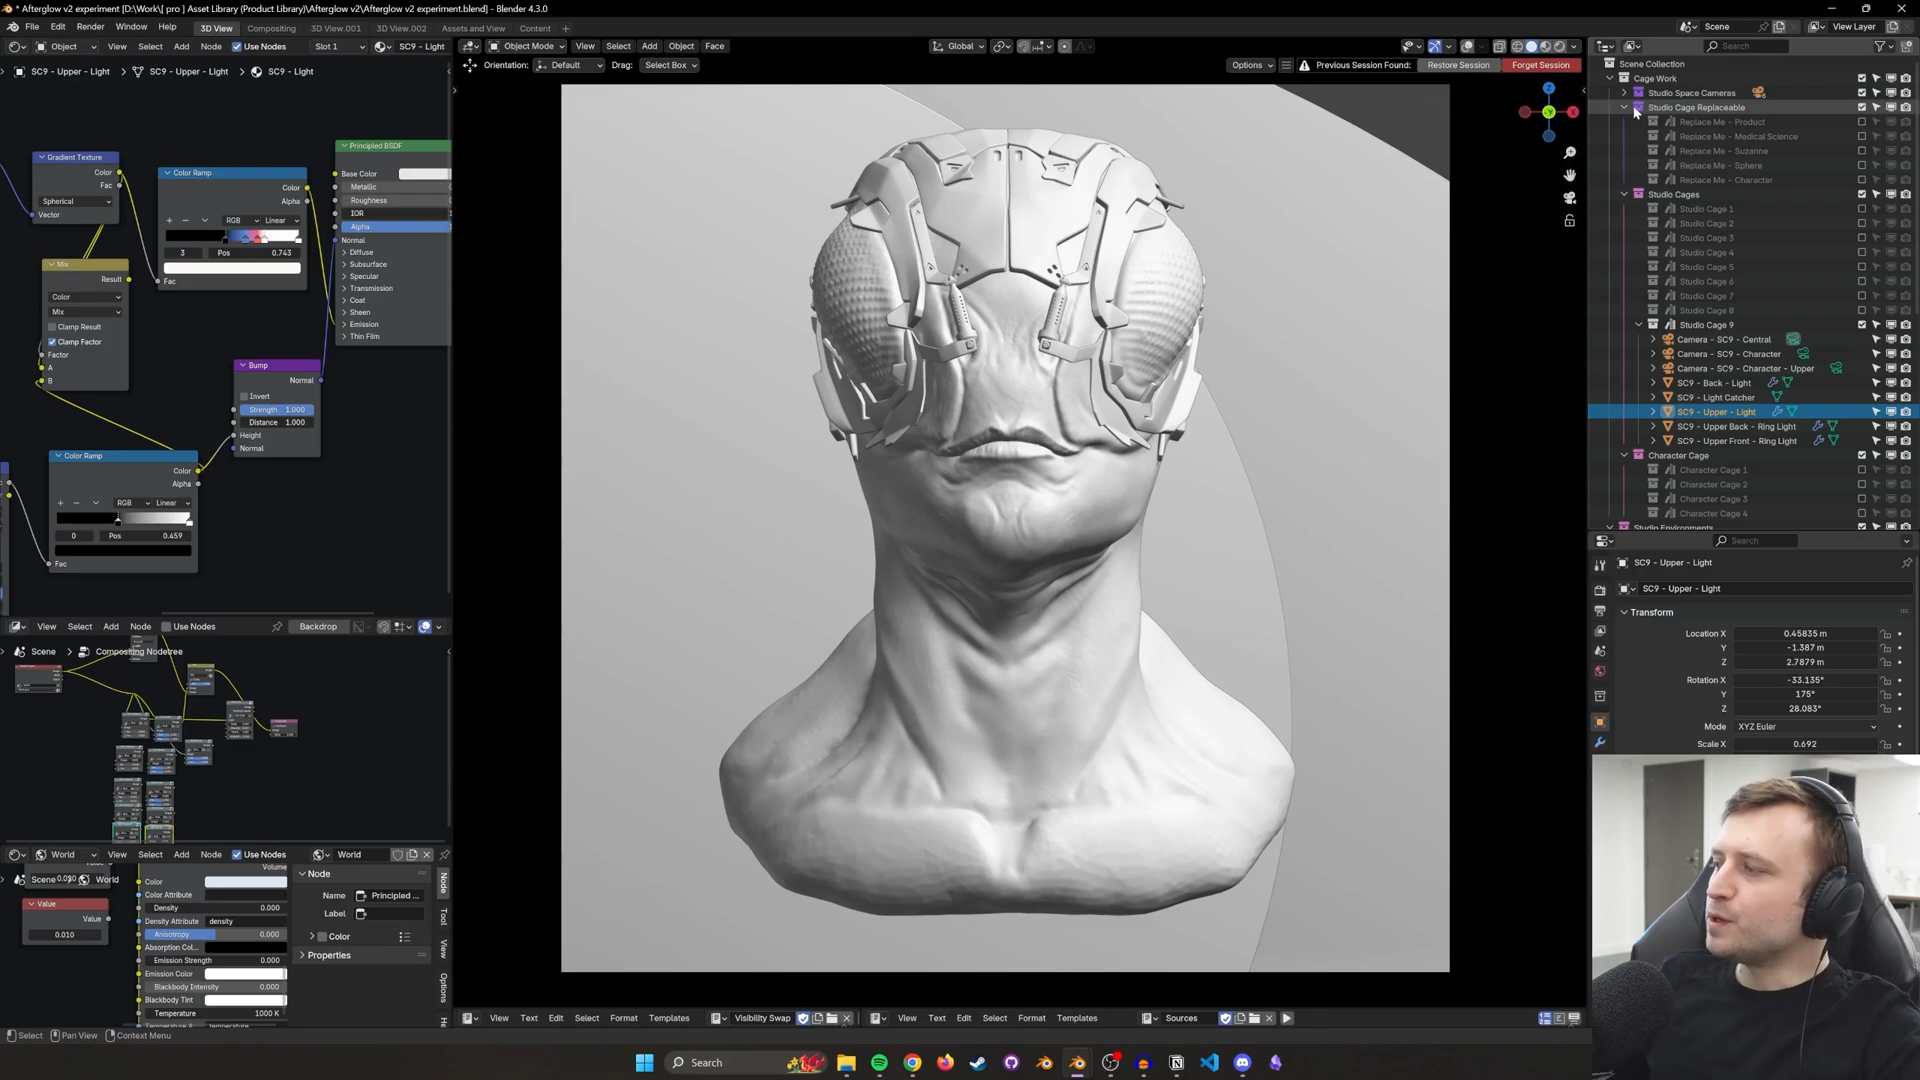 * Afterglow v2 experiment [D:\Work\[ pro ] Asset Library (Product Library)\Afterglow v2\Afterglow v2 experiment.blend] - Blender 4.3.0
File Edit Render Window Help 3D View Compositing 3D View.001 3D View.002 Assets and View Content + Scene View Layer
Object View Select Add Node Use Nodes Slot 1 SC9 - Light
Object Mode View Select Add Object Face Global
Search
SC9 - Upper - Light SC9 - Upper - Light SC9 - Light
Orientation: Default Drag: Select Box Options Previous Session Found: Restore Session Forget Session
Scene Collection
Cage Work
Studio Space Cameras
Studio Cage Replaceable
Replace Me - Product
Replace Me - Medical Science
Replace Me - Suzanne
Replace Me - Sphere
Replace Me - Character
Studio Cages
Studio Cage 1
Studio Cage 2
Studio Cage 3
Studio Cage 4
Studio Cage 5
Studio Cage 6
Studio Cage 7
Studio Cage 8
Studio Cage 9
Camera - SC9 - Central
Camera - SC9 - Character
Camera - SC9 - Character - Upper
SC9 - Back - Light
SC9 - Light Catcher
SC9 - Upper - Light
SC9 - Upper Back - Ring Light
SC9 - Upper Front - Ring Light
Character Cage
Character Cage 1
Character Cage 2
Character Cage 3
Character Cage 4
Studio Environments
Z
X
Y
Gradient Texture
Color
Fac
Spherical
Vector
Color Ramp
Color
Alpha
RGB Linear
3 Pos 0.743
Fac
Principled BSDF
Base Color
Metallic
Roughness
IOR
Alpha
Normal
Diffuse
Subsurface
Specular
Transmission
Coat
Sheen
Emission
Thin Film
Mix
Result
Color
Mix
Clamp Result
Clamp Factor
Factor
A
B
Bump
Normal
Invert
Strength 1.000
Distance 1.000
Height
Normal
Color Ramp
Color
Alpha
RGB Linear
0 Pos 0.459
Fac
View Select Add Node Use Nodes Backdrop
Scene Compositing Nodetree
Search
SC9 - Upper - Light
SC9 - Upper - Light
Transform
Location X 0.45835 m
Y -1.387 m
Z 2.7879 m
Rotation X -33.135°
Y 175°
Z 28.083°
Mode XYZ Euler
Scale X 0.692
World View Select Add Node Use Nodes World
Scene World
0.050
Value
Value
0.010
Volume
Color
Color Attribute
Density 0.000
Density Attribute density
Anisotropy 0.000
Absorption Col...
Emission Strength 0.000
Emission Color
Blackbody Intensity 0.000
Blackbody Tint
Temperature 1000 K
Node
Name Principled ...
Label
Color
Properties
Node
Tool
View
Options
View Text Edit Select Format Templates Visibility Swap
View Text Edit Select Format Templates Sources
Select Pan View Context Menu
Search